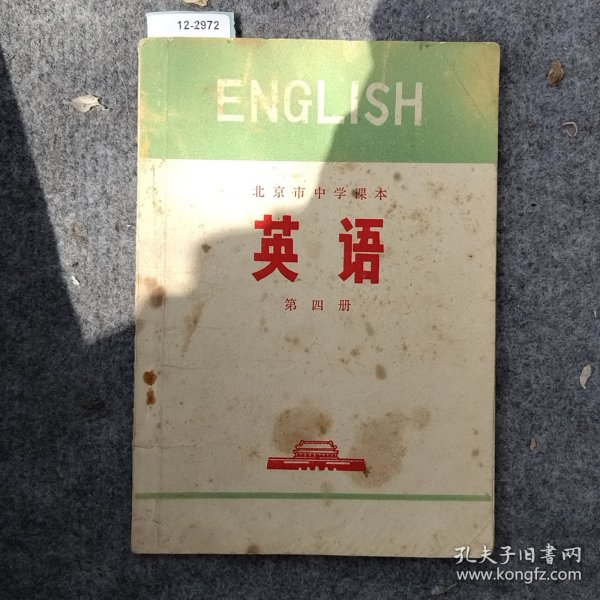 12-2972
ENGLISH
北京市中学课本
英语
第四册
孔夫子旧书网
www.kongfz.com